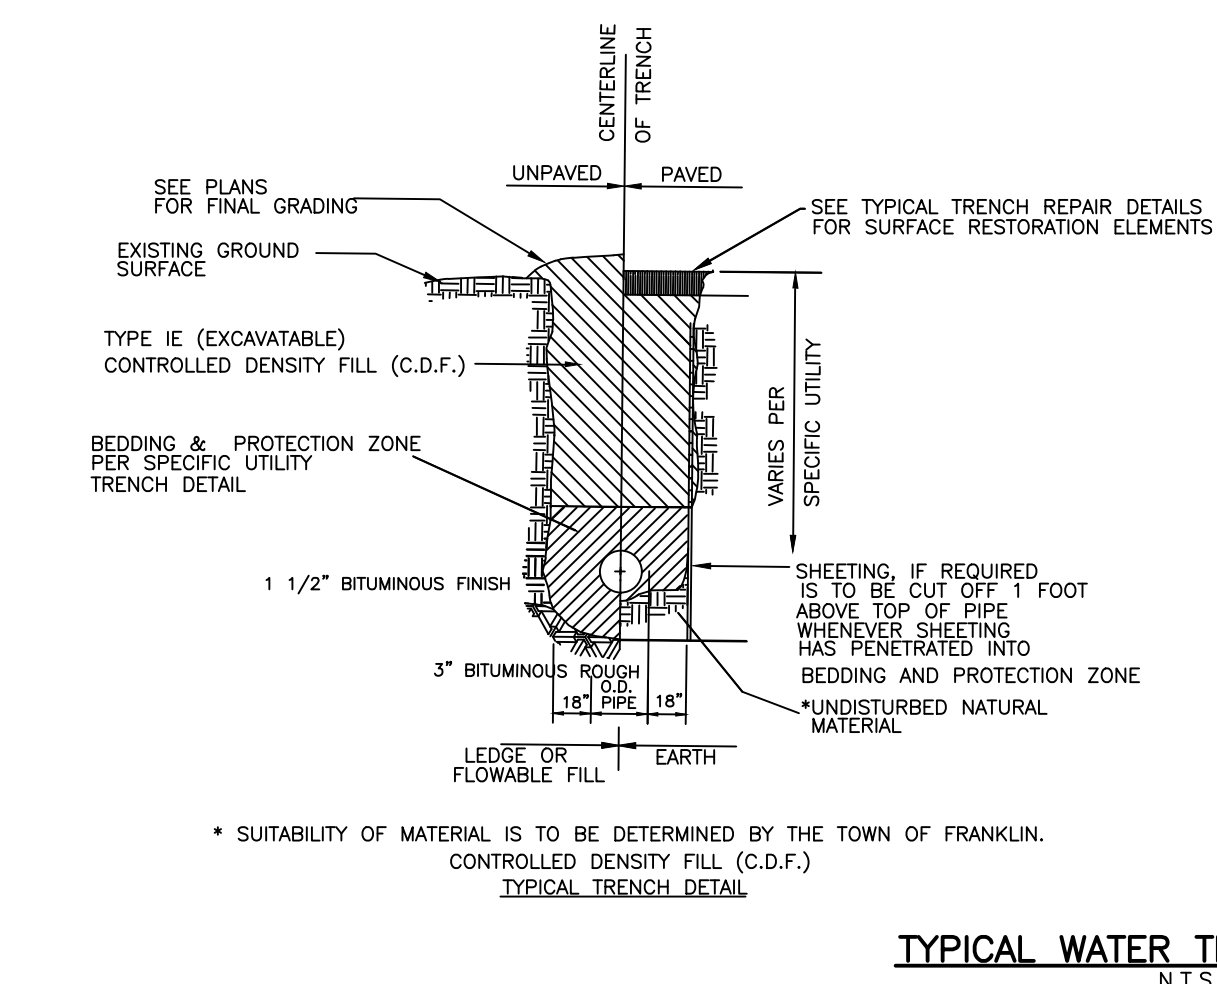 CENTERLINE
OF TRENCH
UNPAVED
PAVED
SEE PLANS
FOR FINAL GRADING
SEE TYPICAL TRENCH REPAIR DETAILS
FOR SURFACE RESTORATION ELEMENTS
EXISTING GROUND
SURFACE
TYPE IE (EXCAVATABLE)
CONTROLLED DENSITY FILL (C.D.F.)
VARIES PER
SPECIFIC UTILITY
BEDDING & PROTECTION ZONE
PER SPECIFIC UTILITY
TRENCH DETAIL
1 1/2" BITUMINOUS FINISH
SHEETING, IF REQUIRED
IS TO BE CUT OFF 1 FOOT
ABOVE TOP OF PIPE
WHENEVER SHEETING
HAS PENETRATED INTO
BEDDING AND PROTECTION ZONE
3" BITUMINOUS ROUGH
18"
O.D.
PIPE
18"
*UNDISTURBED NATURAL
MATERIAL
LEDGE OR
FLOWABLE FILL
EARTH
* SUITABILITY OF MATERIAL IS TO BE DETERMINED BY THE TOWN OF FRANKLIN.
CONTROLLED DENSITY FILL (C.D.F.)
TYPICAL TRENCH DETAIL
TYPICAL WATER
N.T.S